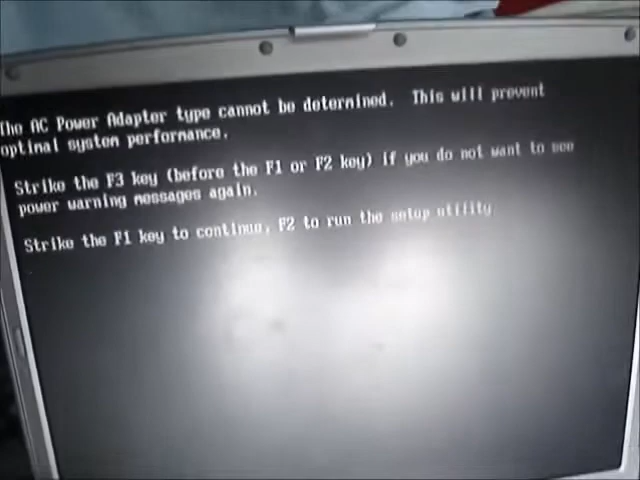 The AC Power Adapter type cannot be determined.  This will prevent
optimal system performance.
Strike the F3 key (before the F1 or F2 key) if you do not want to see
power warning messages again.
Strike the F1 key to continue, F2 to run the setup utility